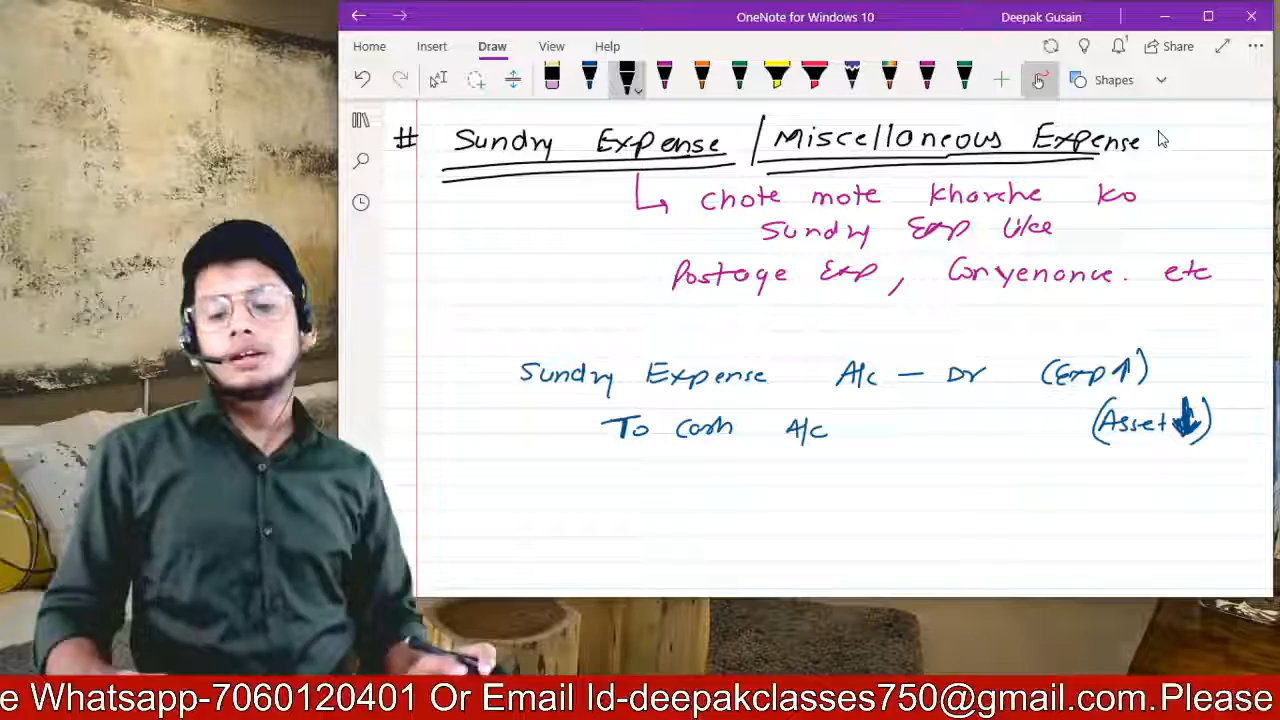 OneNote for Windows 10
Deepak Gusain
Home Insert Draw View Help
Share
Shapes
# Sundry Expense / Miscellaneous Expense
Chote mote Kharche Ko
Sundry Exp like
Postage Exp, Convenance. etc
Sundry Expense A/c – Dr (Exp↑)
To Cash A/c (Asset↓)
e Whatsapp-7060120401 Or Email Id-deepakclasses750@gmail.com.Please